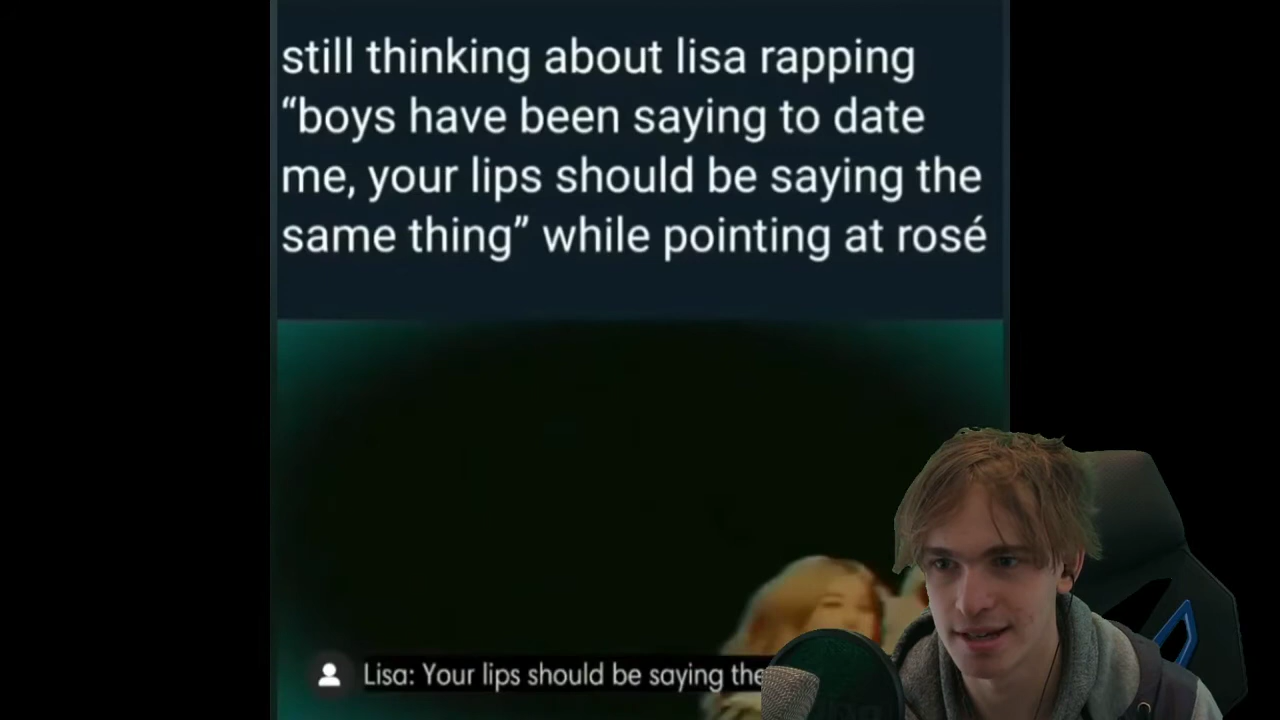 still thinking about lisa rapping
“boys have been saying to date
me, your lips should be saying the
same thing” while pointing at rosé
Lisa: Your lips should be saying the